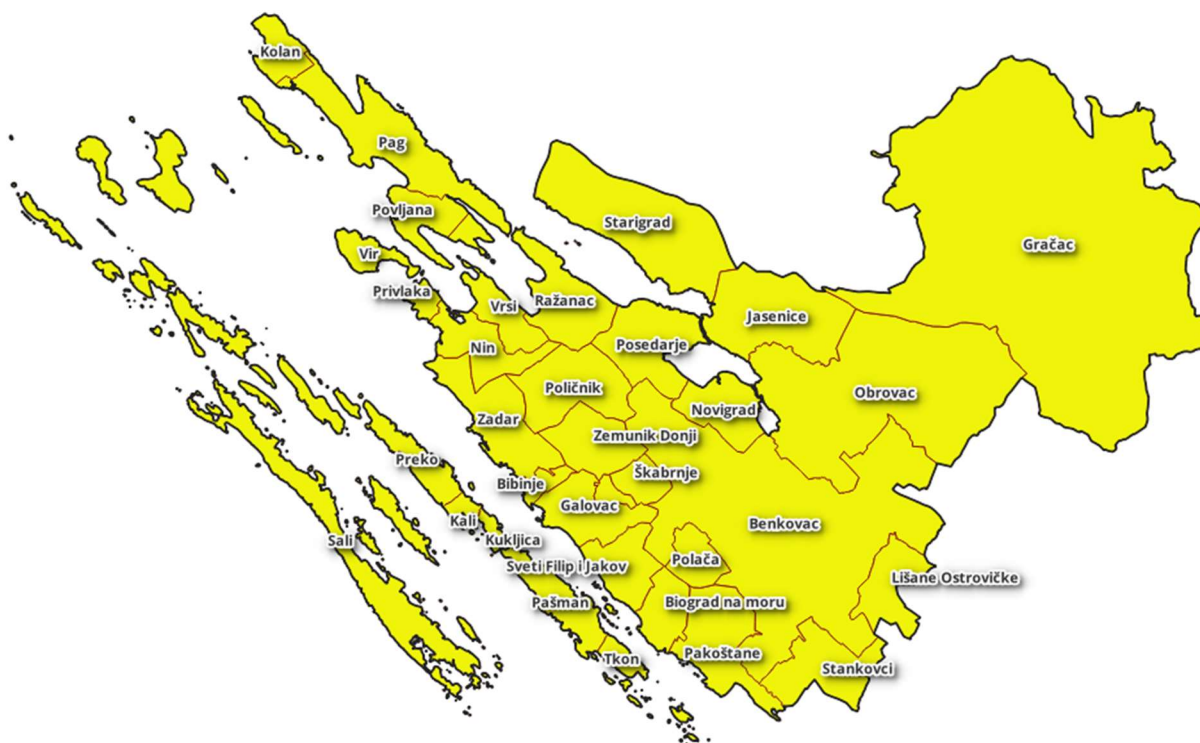 Kolan
Pag
Povljana
Starigrad
Gračac
Vir
Privlaka
Vrsi
Ražanac
Jasenice
Nin
Posedarje
Poličnik
Obrovac
Novigrad
Zadar
Zemunik Donji
Preko
Škabrnje
Bibinje
Galovac
Kali
Benkovac
Sali
Kukljica
Polača
Sveti Filip i Jakov
Lišane Ostrovičke
Pašman
Biograd na moru
Tkon
Pakoštane
Stankovci